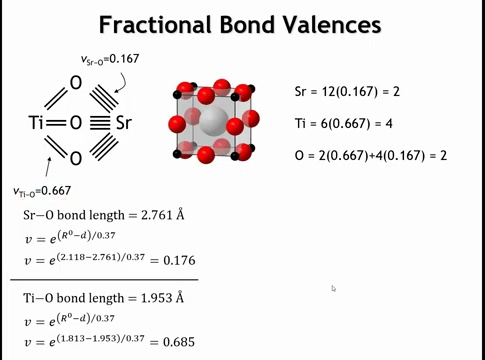 Fractional Bond Valences
νSr−O=0.167
O
Ti O Sr
O
νTi−O=0.667
Sr = 12(0.167) = 2
Ti = 6(0.667) = 4
O = 2(0.667)+4(0.167) = 2
Sr−O bond length = 2.761 Å
v = e^((R⁰−d)/0.37)
v = e^((2.118−2.761)/0.37) = 0.176
Ti−O bond length = 1.953 Å
v = e^((R⁰−d)/0.37)
v = e^((1.813−1.953)/0.37) = 0.685